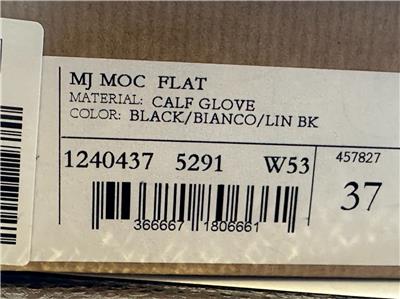 MJ MOC FLAT
MATERIAL: CALF GLOVE
COLOR: BLACK/BIANCO/LIN BK
1240437 5291 W53
457827
37
366667 1806661